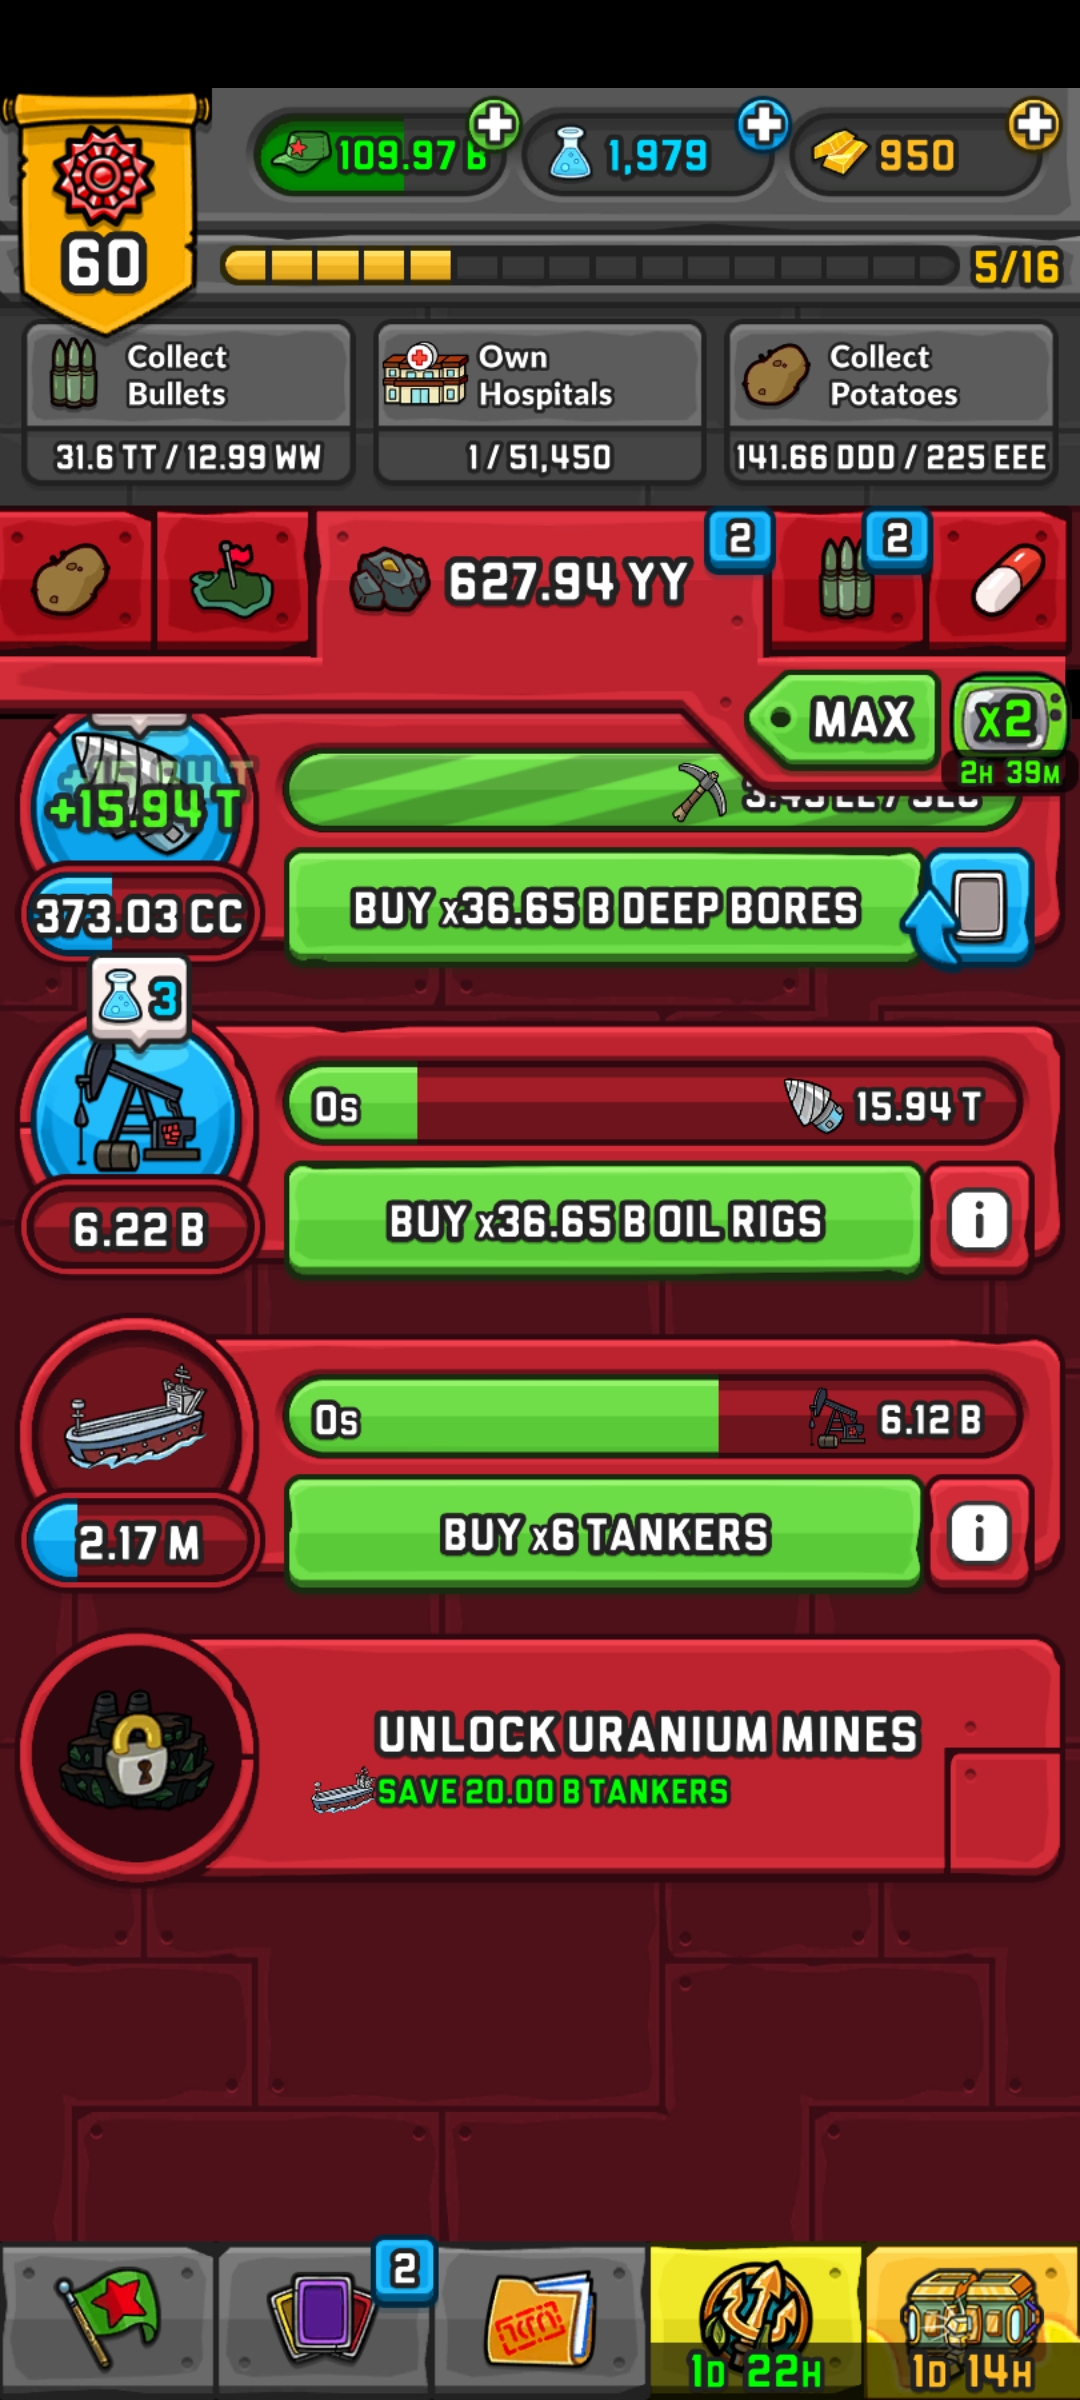 109.97 B
1,979
950
60
5/16
Collect
Bullets
Own
Hospitals
Collect
Potatoes
31.6 TT / 12.99 WW
1 / 51,450
141.66 DDD / 225 EEE
627.94 YY
2
2
MAX
x2
2H 39M
+15.94 T
373.03 CC
BUY x36.65 B DEEP BORES
3
0s
15.94 T
6.22 B
BUY x36.65 B OIL RIGS
i
0s
6.12 B
2.17 M
BUY x6 TANKERS
i
UNLOCK URANIUM MINES
SAVE 20.00 B TANKERS
2
1D 22H
1D 14H